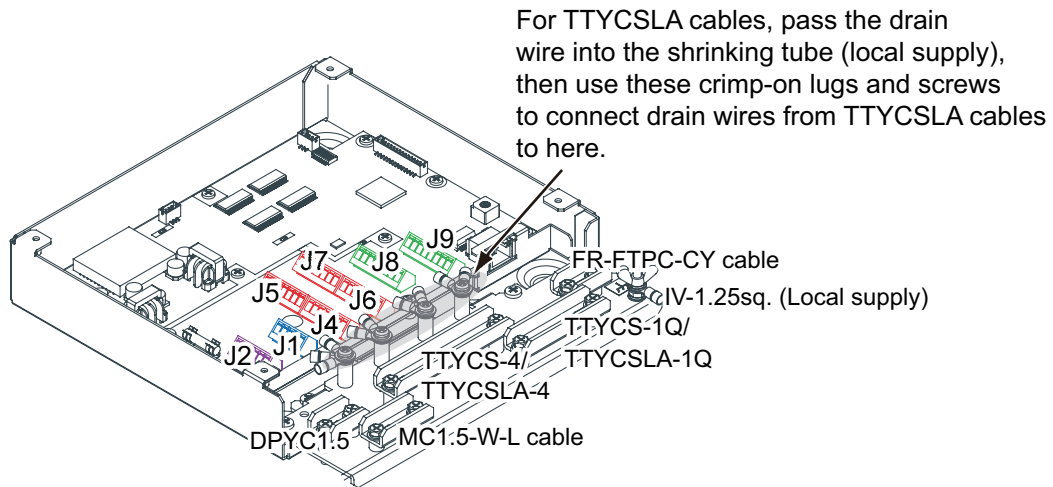 For TTYCSLA cables, pass the drain
wire into the shrinking tube (local supply),
then use these crimp-on lugs and screws
to connect drain wires from TTYCSLA cables
to here.
J9
J7
J8
FR-FTPC-CY cable
J5
J6
IV-1.25sq. (Local supply)
J4
TTYCS-1Q/
J1
J2
TTYCS-4/
TTYCSLA-1Q
TTYCSLA-4
DPYC1.5
MC1.5-W-L cable